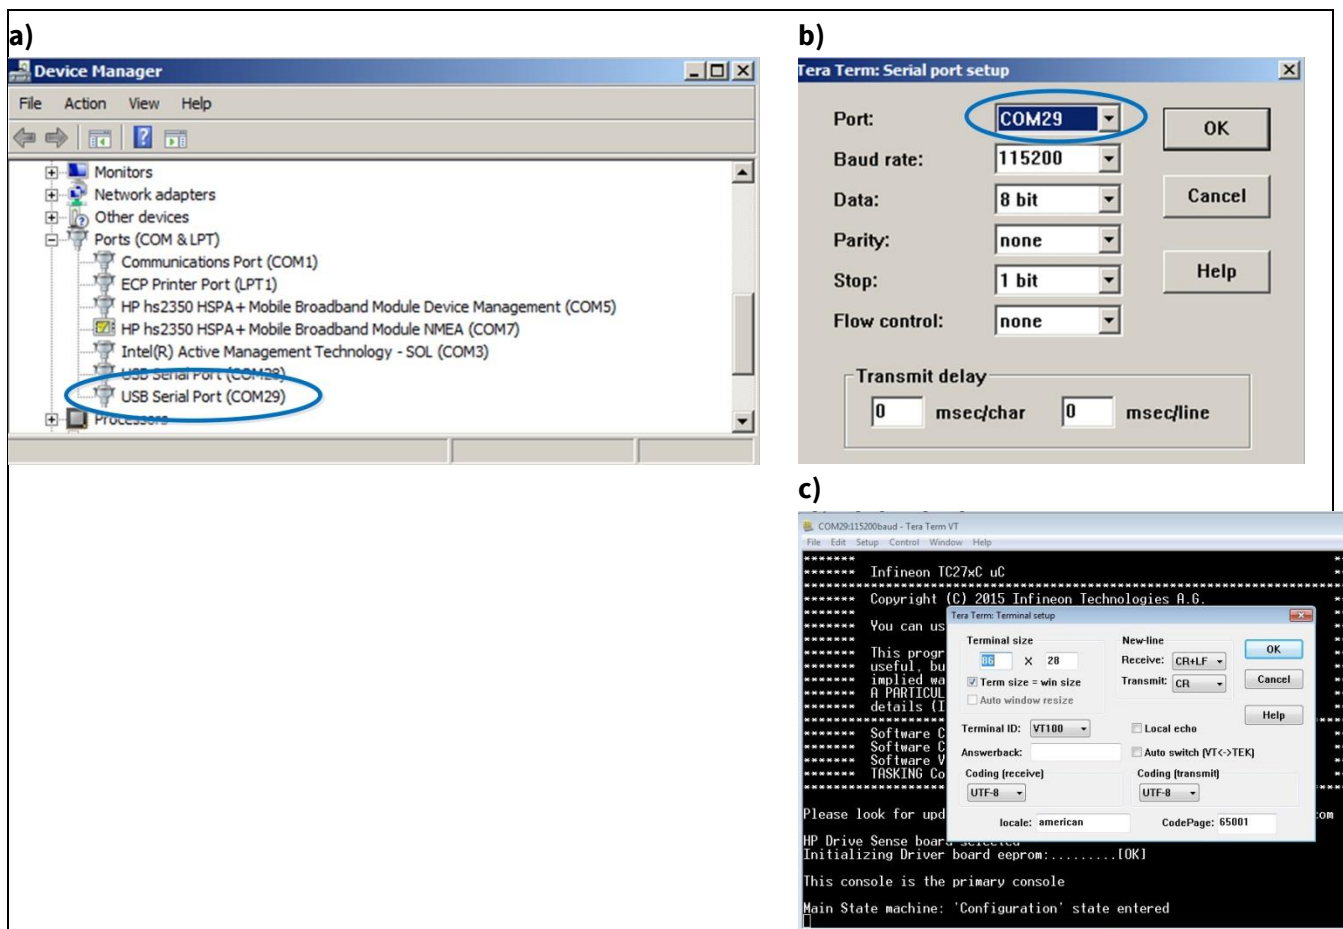 a)
Device Manager
File Action View Help
Monitors
Network adapters
Other devices
Ports (COM & LPT)
Communications Port (COM1)
ECP Printer Port (LPT1)
HP hs2350 HSPA+ Mobile Broadband Module Device Management (COM5)
HP hs2350 HSPA+ Mobile Broadband Module NMEA (COM7)
Intel(R) Active Management Technology - SOL (COM3)
USB Serial Port (COM28)
USB Serial Port (COM29)
Processors
b)
Tera Term: Serial port setup
Port: COM29 OK
Baud rate: 115200
Data: 8 bit Cancel
Parity: none
Stop: 1 bit Help
Flow control: none
Transmit delay
0 msec/char 0 msec/line
c)
COM29:115200baud - Tera Term VT
File Edit Setup Control Window Help
*******
******* Infineon TC27xC uC
******* Copyright (C) 2015 Infineon Technologies A.G.
******* You can us
******* This progr
******* useful, bu
******* implied wa
******* A PARTICUL
******* details (I
******* Software C
******* Software C
******* Software V
******* TASKING Co
Please look for upd com
HP Drive Sense board selected
Initializing Driver board eeprom:.........[OK]
This console is the primary console
Main State machine: 'Configuration' state entered
Tera Term: Terminal setup
Terminal size New-line
86 X 28 Receive: CR+LF OK
Term size = win size Transmit: CR Cancel
Auto window resize
Help
Terminal ID: VT100 Local echo
Answerback: Auto switch (VT<->TEK)
Coding (receive) Coding (transmit)
UTF-8 UTF-8
locale: american CodePage: 65001